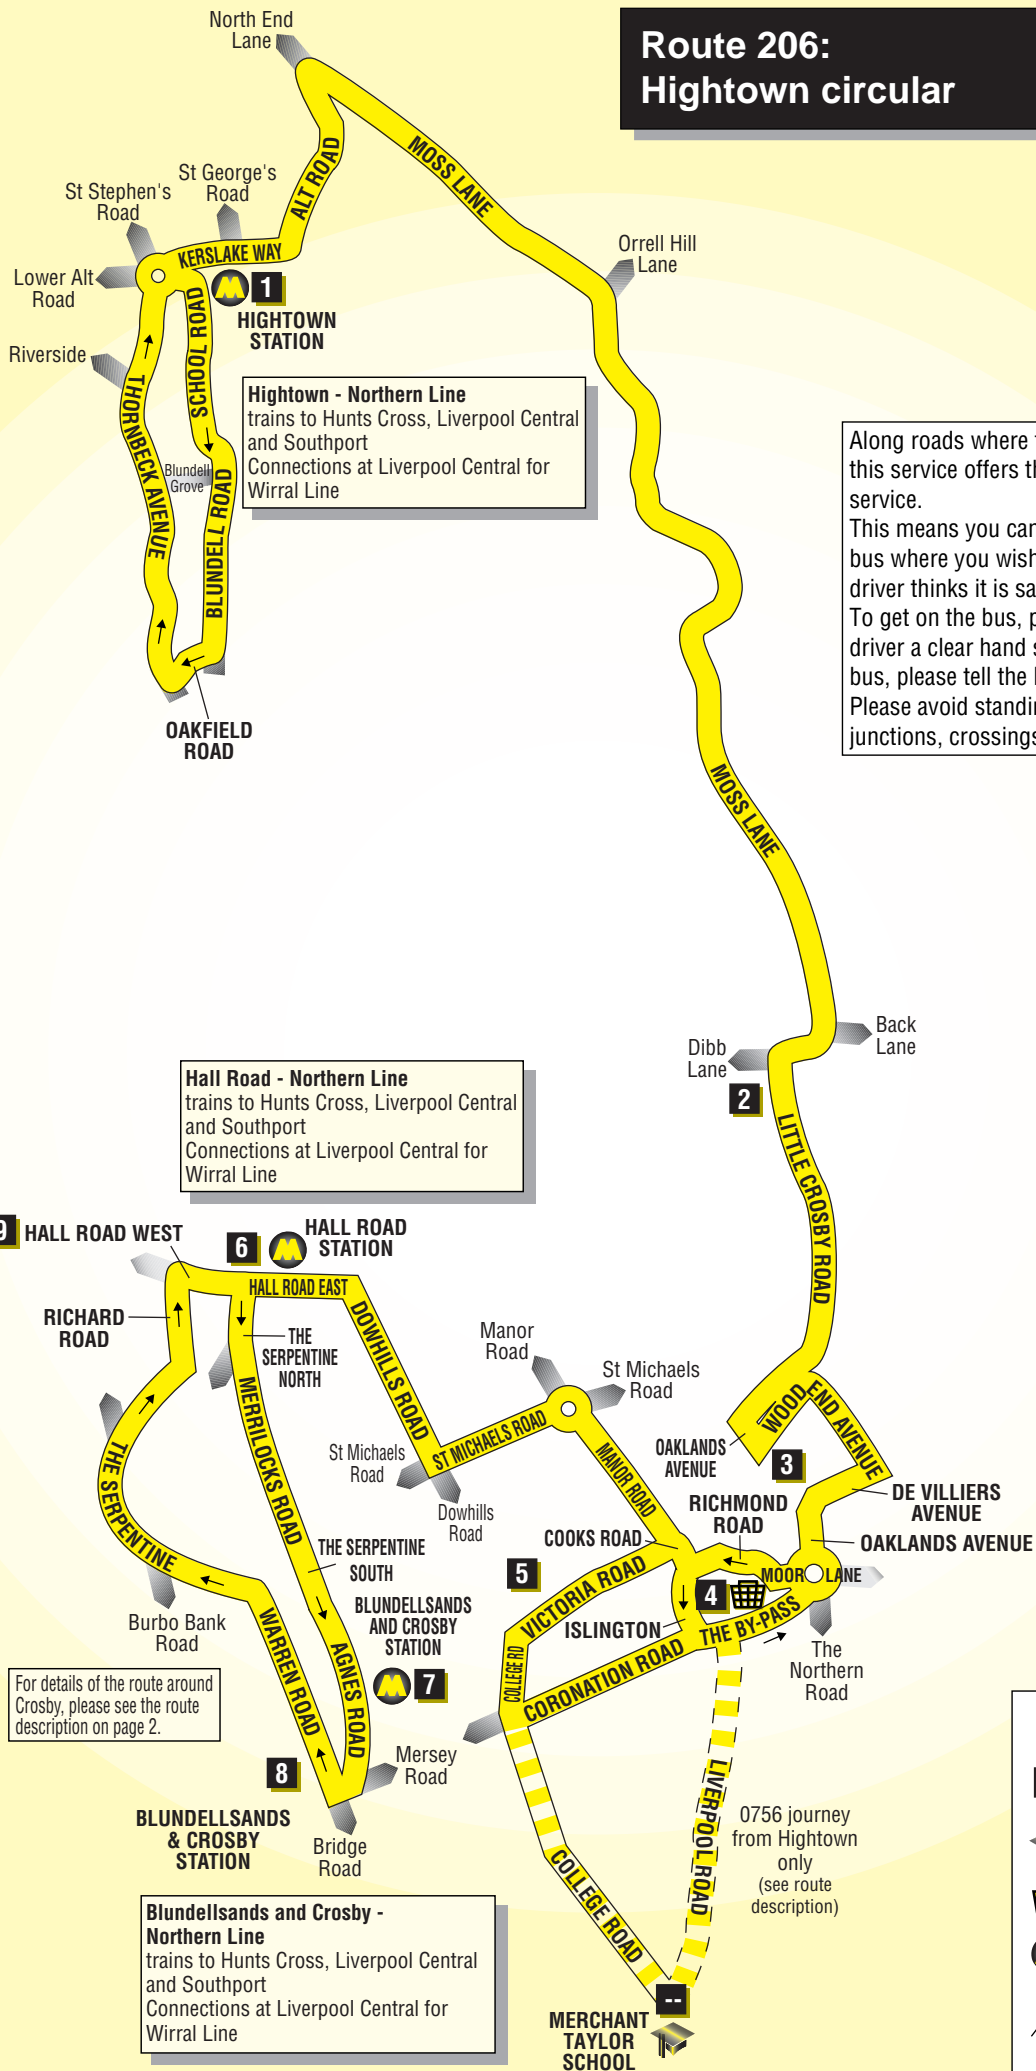 Route 206:
Hightown circular
North End
Lane
MOSS LANE
ALT ROAD
St George's
Road
St Stephen's
Road
KERSLAKE WAY
Orrell Hill
Lane
Lower Alt
Road
1
HIGHTOWN
STATION
SCHOOL ROAD
Riverside
THORNBECK AVENUE
Blundell
Grove
BLUNDELL ROAD
OAKFIELD
ROAD
Hightown - Northern Line
trains to Hunts Cross, Liverpool Central
and Southport
Connections at Liverpool Central for
Wirral Line
Along roads where
this service offers
service.
This means you can
bus where you wish
driver thinks it is
To get on the bus,
driver a clear hand
bus, please tell the
Please avoid
junctions, crossings
MOSS LANE
Back
Lane
Dibb
Lane
2
LITTLE CROSBY ROAD
Hall Road - Northern Line
trains to Hunts Cross, Liverpool Central
and Southport
Connections at Liverpool Central for
Wirral Line
9 HALL ROAD WEST
6
HALL ROAD
STATION
HALL ROAD EAST
RICHARD
ROAD
THE
SERPENTINE
NORTH
DOWHILLS ROAD
MERRILOCKS ROAD
Manor
Road
St Michaels
Road
ST MICHAELS ROAD
St Michaels
Road
Dowhills
Road
MANOR ROAD
WOOD END AVENUE
OAKLANDS
AVENUE
3
DE VILLIERS
AVENUE
RICHMOND
ROAD
OAKLANDS AVENUE
COOKS ROAD
MOOR LANE
THE SERPENTINE
THE SERPENTINE
SOUTH
5
VICTORIA ROAD
4
ISLINGTON
THE BY-PASS
The
Northern
Road
COLLEGE RD
CORONATION ROAD
BLUNDELLSANDS
AND CROSBY
STATION
7
Burbo Bank
Road
WARREN ROAD
AGNES ROAD
For details of the route around
Crosby, please see the route
description on page 2.
Mersey
Road
8
BLUNDELLSANDS
& CROSBY
STATION
Bridge
Road
LIVERPOOL ROAD
0756 journey
from Hightown
only
(see route
description)
COLLEGE ROAD
Blundellsands and Crosby -
Northern Line
trains to Hunts Cross, Liverpool Central
and Southport
Connections at Liverpool Central for
Wirral Line
--
MERCHANT
TAYLOR
SCHOOL